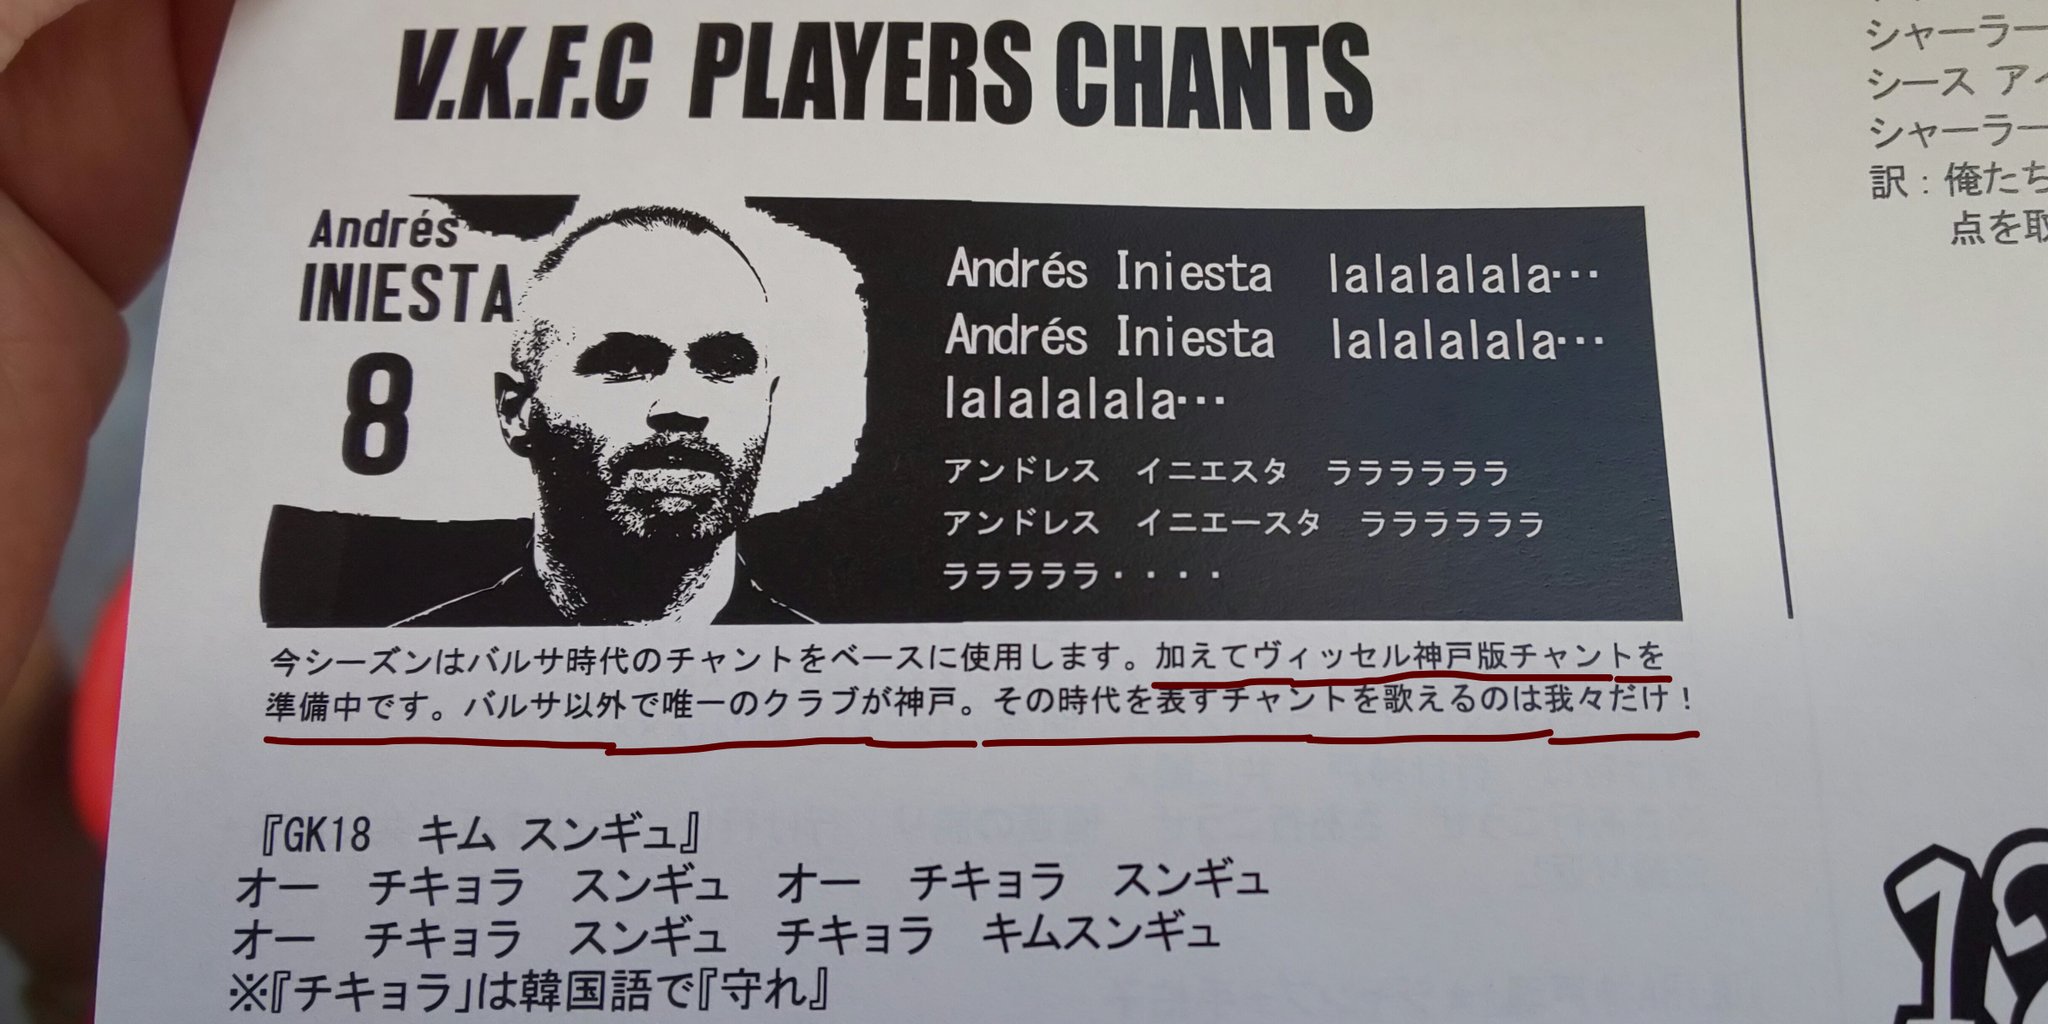 V.K.F.C PLAYERS CHANTS
Andrés
INIESTA
8
Andrés Iniesta lalalalala…
Andrés Iniesta lalalalala…
lalalalala…
アンドレス イニエスタ ララララララ
アンドレス イニエースタ ララララララ
ラララララ・・・・
今シーズンはバルサ時代のチャントをベースに使用します。加えてヴィッセル神戸版チャントを
準備中です。バルサ以外で唯一のクラブが神戸。その時代を表すチャントを歌えるのは我々だけ！
『GK18 キム スンギュ』
オー チキョラ スンギュ オー チキョラ スンギュ
オー チキョラ スンギュ チキョラ キムスンギュ
※『チキョラ」は韓国語で『守れ』
シャーラー
シース アイ
シャーラー
訳：俺たち
点を取
12